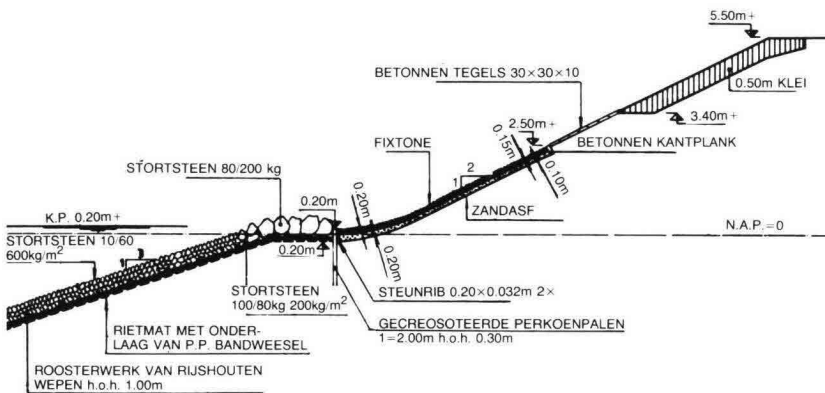 5.50m+
BETONNEN TEGELS 30×30×10
0.50m KLEI
3.40m+
2.50m+
BETONNEN KANTPLANK
FIXTONE
0.15m
0.10m
2
1
STORTSTEEN 80/200 kg
0.20m
0.20m
ZANDASF
K.P. 0.20m+
N.A.P.=0
STORTSTEEN 10/60
600kg/m²
1
3
0.20m
0.20m
STORTSTEEN
100/80kg 200kg/m²
STEUNRIB 0.20×0.032m 2×
GECREOSOTEERDE PERKOENPALEN
1=2.00m h.o.h. 0.30m
RIETMAT MET ONDER-
LAAG VAN P.P. BANDWEESEL
ROOSTERWERK VAN RIJSHOUTEN
WEPEN h.o.h. 1.00m